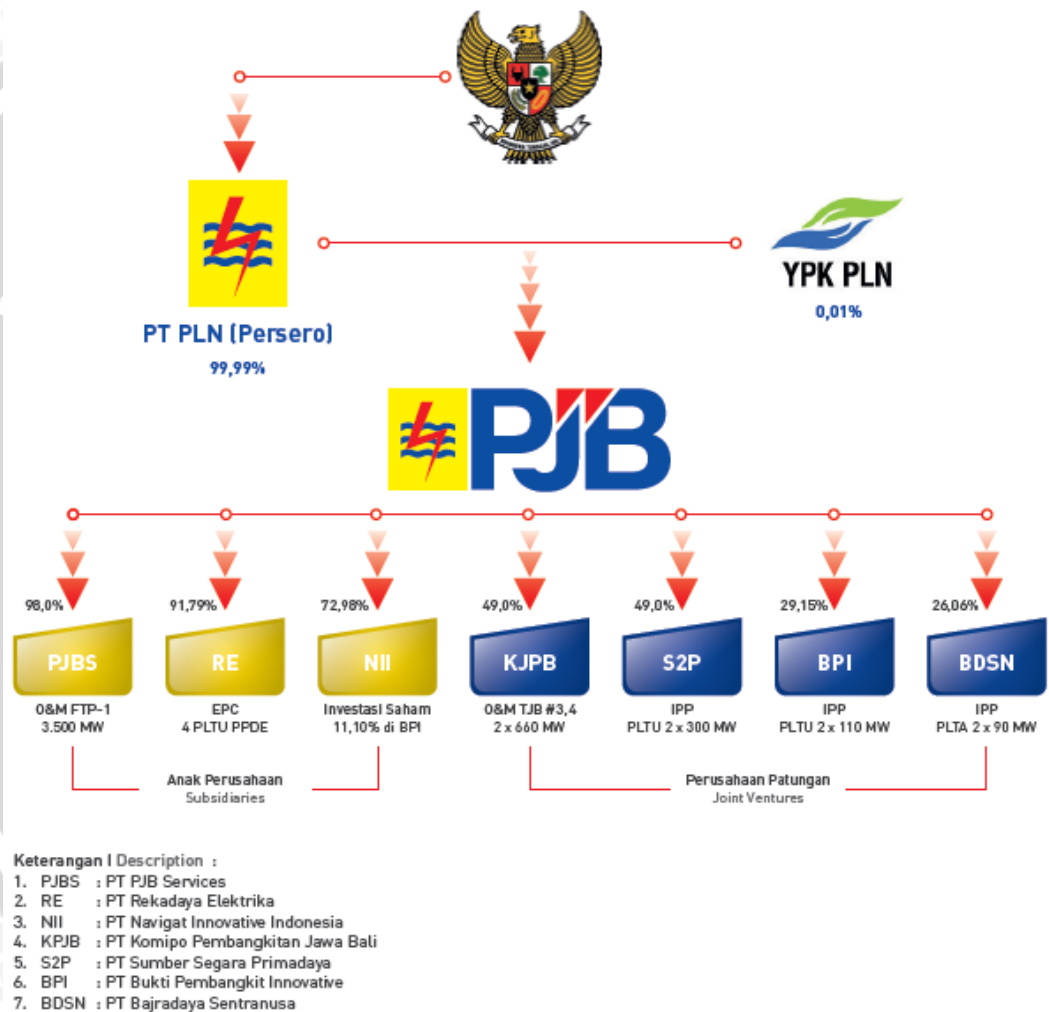 YPK PLN
0,01%
PT PLN (Persero)
99,99%
PJB
98,0%
91,79%
72,98%
49,0%
49,0%
29,15%
26,06%
PJBS
RE
NII
KJPB
S2P
BPI
BDSN
O&M FTP-1
3.500 MW
EPC
4 PLTU PPDE
Investasi Saham
11,10% di BPI
O&M TJB #3,4
2 x 660 MW
IPP
PLTU 2 x 300 MW
IPP
PLTU 2 x 110 MW
IPP
PLTA 2 x 90 MW
Anak Perusahaan
Subsidiaries
Perusahaan Patungan
Joint Ventures
Keterangan I Description :
1. PJBS : PT PJB Services
2. RE : PT Rekadaya Elektrika
3. NII : PT Navigat Innovative Indonesia
4. KPJB : PT Komipo Pembangkitan Jawa Bali
5. S2P : PT Sumber Segara Primadaya
6. BPI : PT Bukti Pembangkit Innovative
7. BDSN : PT Bajradaya Sentranusa